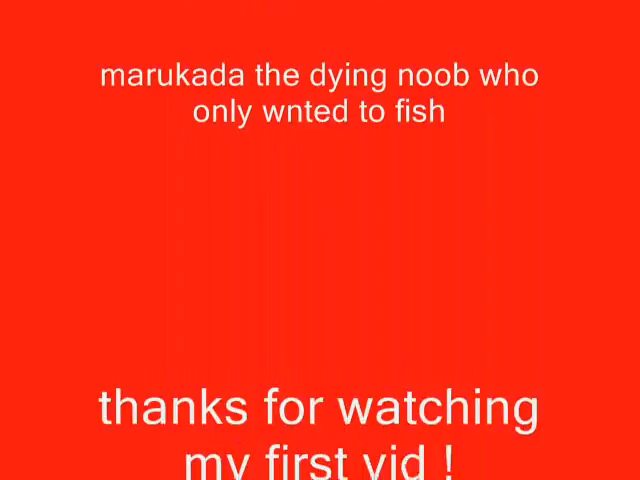 marukada the dying noob who
only wnted to fish
thanks for watching
my first vid !